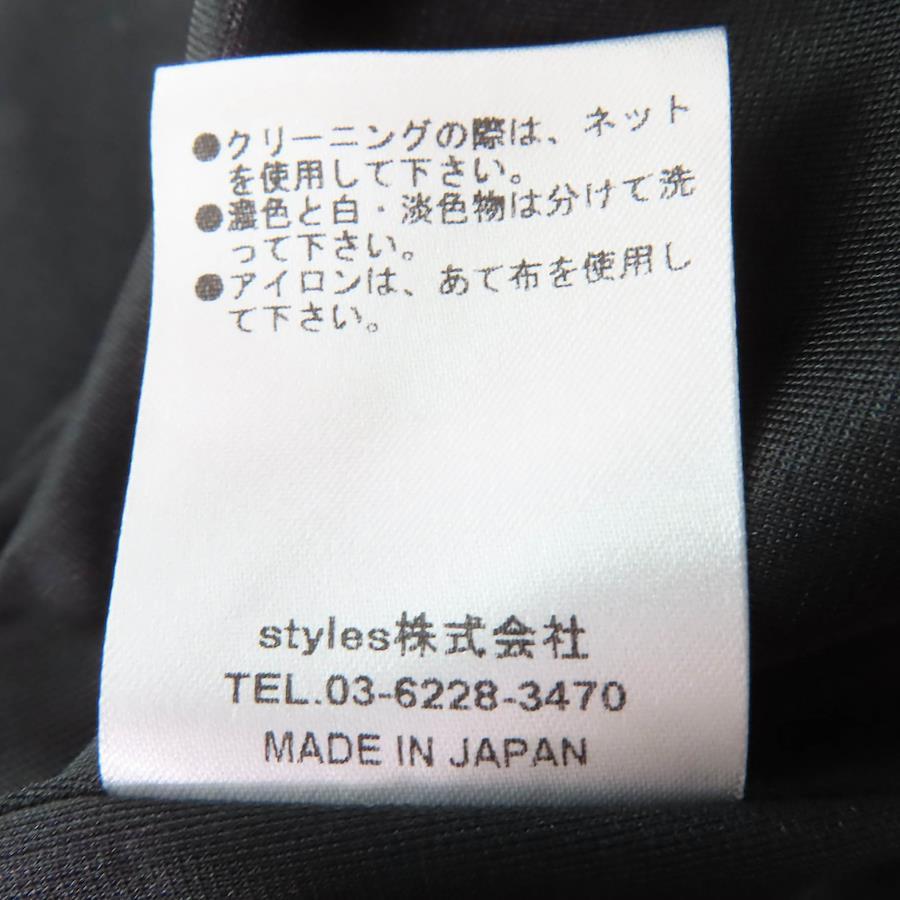 ●クリーニングの際は、ネット
を使用して下さい。
●濃色と白・淡色物は分けて洗
って下さい。
●アイロンは、あて布を使用し
て下さい。
styles株式会社
TEL.03-6228-3470
MADE IN JAPAN